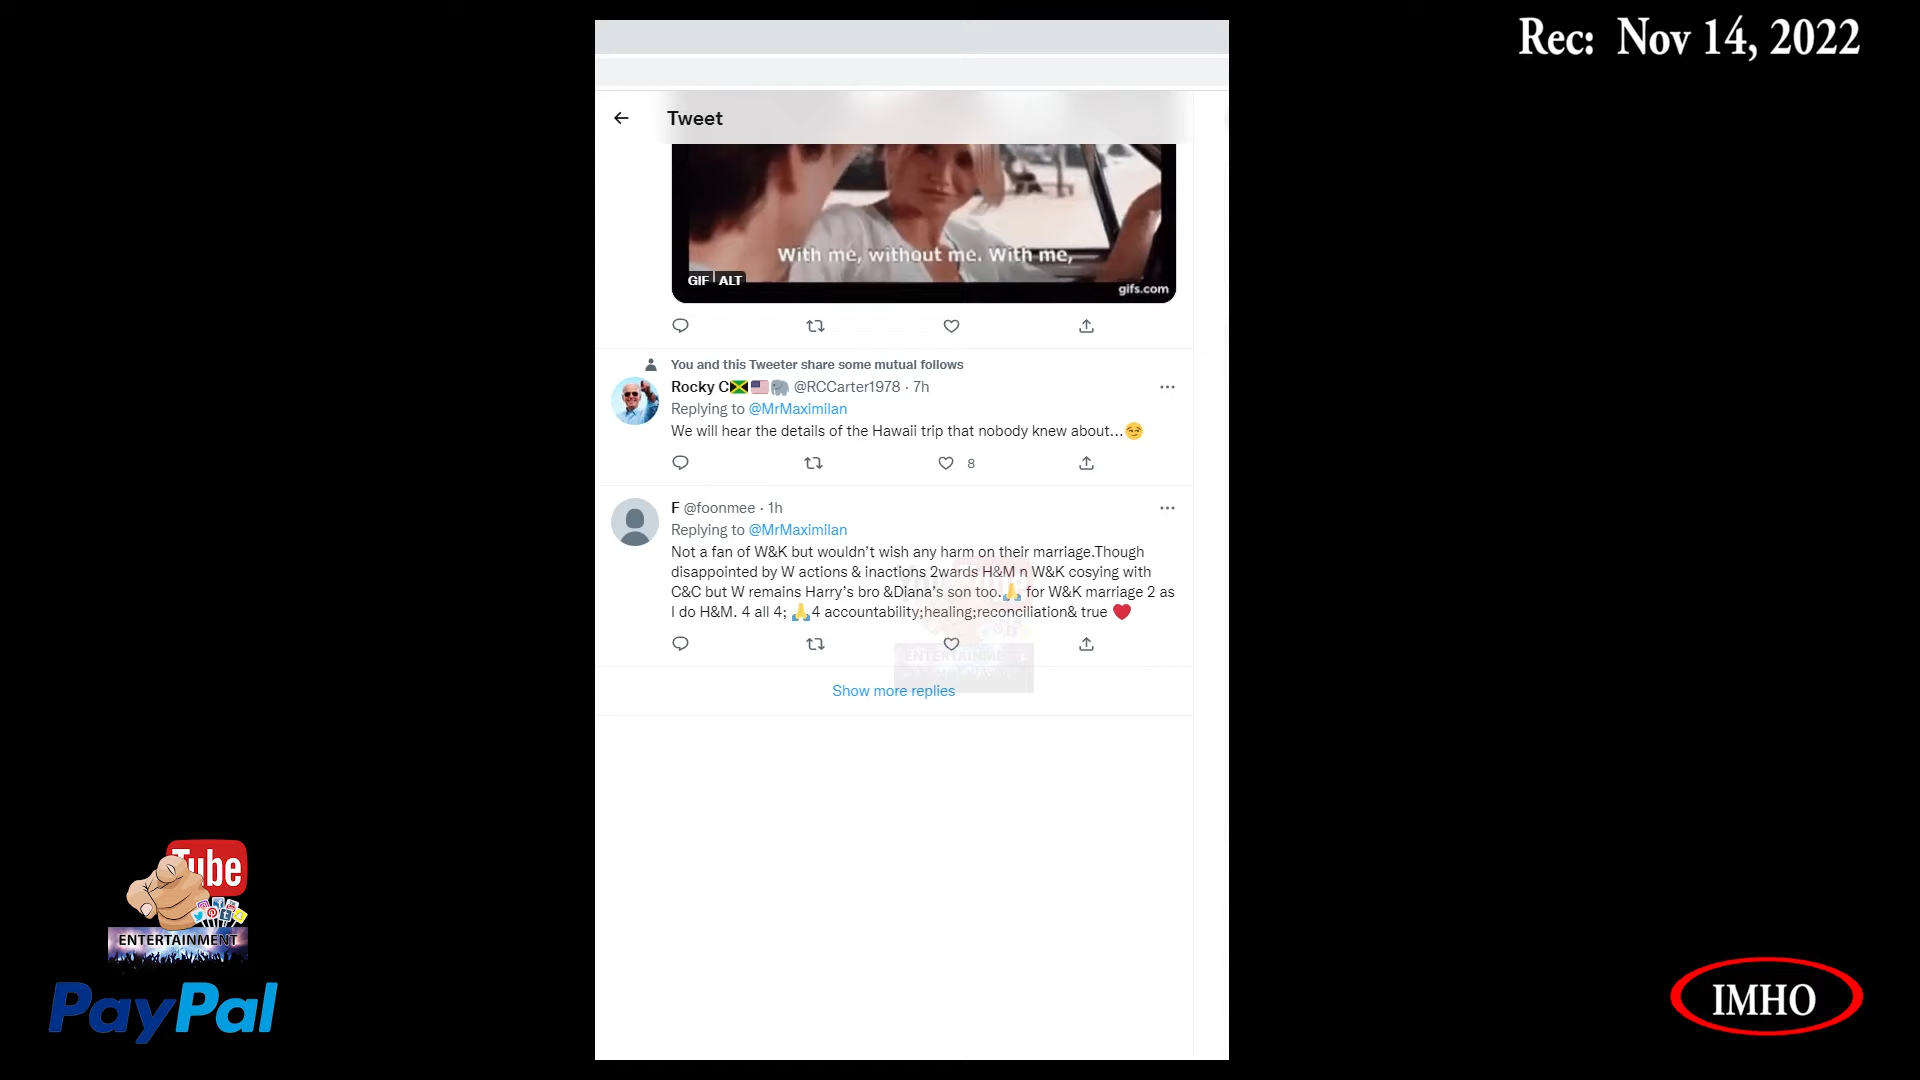 Rec: Nov 14, 2022
Tweet
With me, without me. With me,
GIF ALT
gifs.com
You and this Tweeter share some mutual follows
Rocky C🇯🇲🇺🇸🐘 @RCCarter1978 · 7h
Replying to @MrMaximilan
We will hear the details of the Hawaii trip that nobody knew about...😏
8
F @foonmee · 1h
Replying to @MrMaximilan
Not a fan of W&K but wouldn't wish any harm on their marriage.Though
disappointed by W actions & inactions 2wards H&M n W&K cosying with
C&C but W remains Harry's bro &Diana's son too.🙏 for W&K marriage 2 as
I do H&M. 4 all 4; 🙏4 accountability;healing;reconciliation& true ❤️
ENTERTAINMENT
Show more replies
Tube
ENTERTAINMENT
PayPal
IMHO